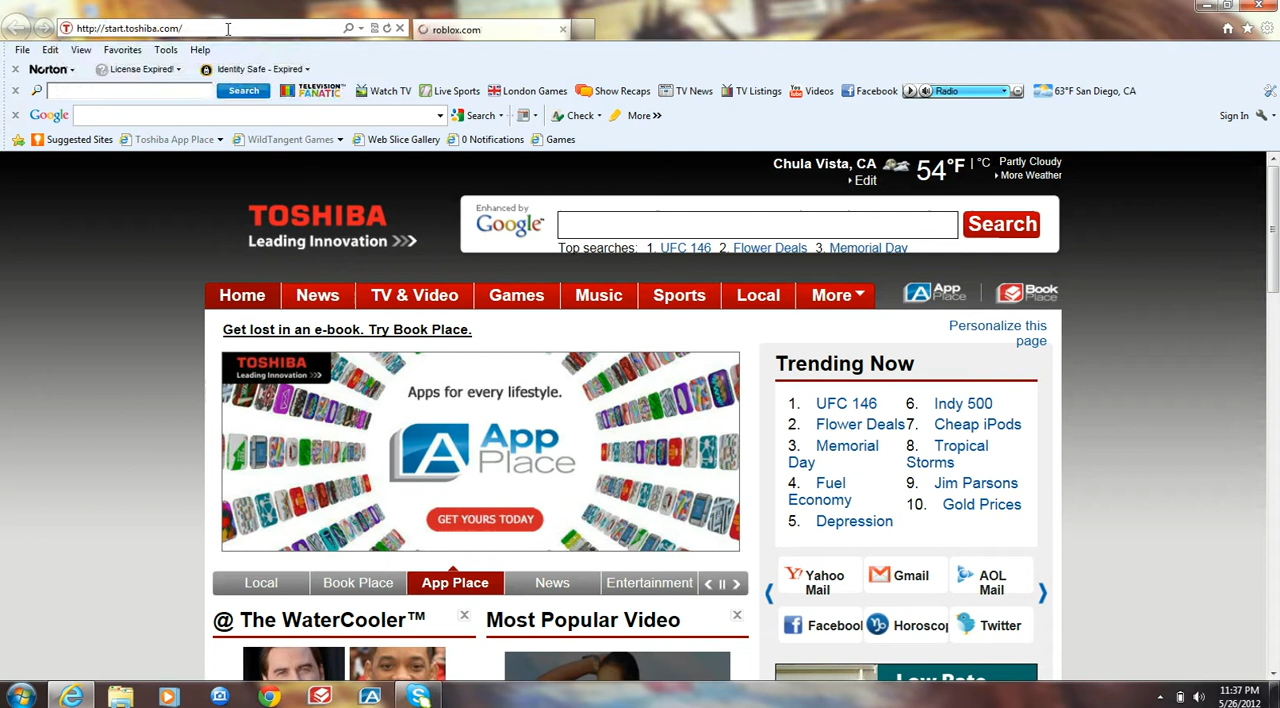 http://start.toshiba.com/
roblox.com
File Edit View Favorites Tools Help
Norton License Expired! Identity Safe - Expired
Search TELEVISION FANATIC Watch TV Live Sports London Games Show Recaps TV News TV Listings Videos Facebook Radio 63°F San Diego, CA
Google Search Check More »
Sign In
Suggested Sites Toshiba App Place WildTangent Games Web Slice Gallery 0 Notifications Games
Chula Vista, CA 54°F | °C Partly Cloudy
Edit More Weather
TOSHIBA
Leading Innovation >>>
Enhanced by
Google™
Search
Top searches: 1. UFC 146 2. Flower Deals 3. Memorial Day
Home News TV & Video Games Music Sports Local More
App Place
Book Place
Get lost in an e-book. Try Book Place.
Personalize this
page
TOSHIBA
Leading Innovation >>>
Apps for every lifestyle.
A App
Place
GET YOURS TODAY
Trending Now
1. UFC 146
2. Flower Deals
3. Memorial
Day
4. Fuel
Economy
5. Depression
6. Indy 500
7. Cheap iPods
8. Tropical
Storms
9. Jim Parsons
10. Gold Prices
Local Book Place App Place News Entertainment
Yahoo
Mail
Gmail
AOL
Mail
Facebool
Horoscop
Twitter
@ The WaterCooler™
Most Popular Video
Low Rate
11:37 PM
5/26/2012